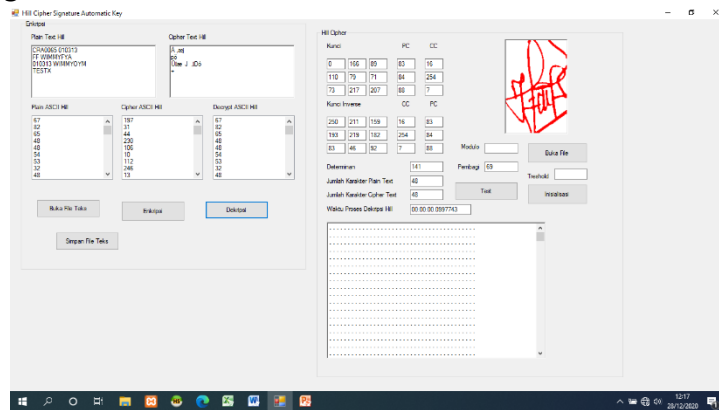 Hill Cipher Signature Automatic Key
Enkripsi
Plain Text Hill
Cipher Text Hill
CRA0065 010313
FF WIMMYFYA
010313 WIMMYOYM
TESTX
Plain ASCII Hill
Cipher ASCII Hill
Decrypt ASCII Hill
67
82
65
48
48
54
53
32
48
197
31
44
230
106
10
112
246
13
67
82
65
48
48
54
53
32
48
Buka File Teks
Enkripsi
Dekripsi
Simpan File Teks
Hill Cipher
Kunci
PC
CC
0 166 89 83 16
110 79 71 84 254
73 217 207 88 7
Kunci Inverse
CC
PC
250 211 159 16 83
193 219 182 254 84
83 46 92 7 88
Modulo
Buka File
Determinan 141
Pembagi 69
Treshold
Jumlah Karakter Plain Text 48
Jumlah Karakter Cipher Text 48
Test
Inisialisasi
Waktu Proses Dekripsi Hill 00:00:00.0997743
12:17
28/12/2020